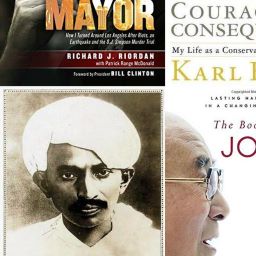 MAYOR
How I Turned Around Los Angeles After Riots, an
Earthquake and the O.J. Simpson Murder Trial
RICHARD J. RIORDAN
with Patrick Range McDonald
Foreword by President BILL CLINTON
COURA
CONSEQU
My Life as a Conserva
KARL
LASTING HA
IN A CHANGIN
The Boo
JO